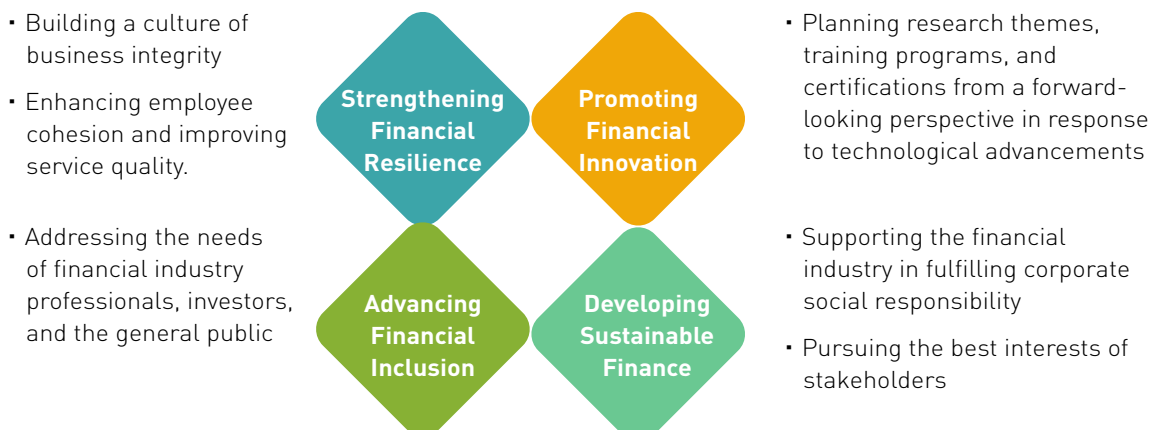 ▪ Building a culture of
business integrity
▪ Enhancing employee
cohesion and improving
service quality.
Strengthening
Financial
Resilience
Promoting
Financial
Innovation
▪ Planning research themes,
training programs, and
certifications from a forward-
looking perspective in response
to technological advancements
▪ Addressing the needs
of financial industry
professionals, investors,
and the general public
Advancing
Financial
Inclusion
Developing
Sustainable
Finance
▪ Supporting the financial
industry in fulfilling corporate
social responsibility
▪ Pursuing the best interests of
stakeholders